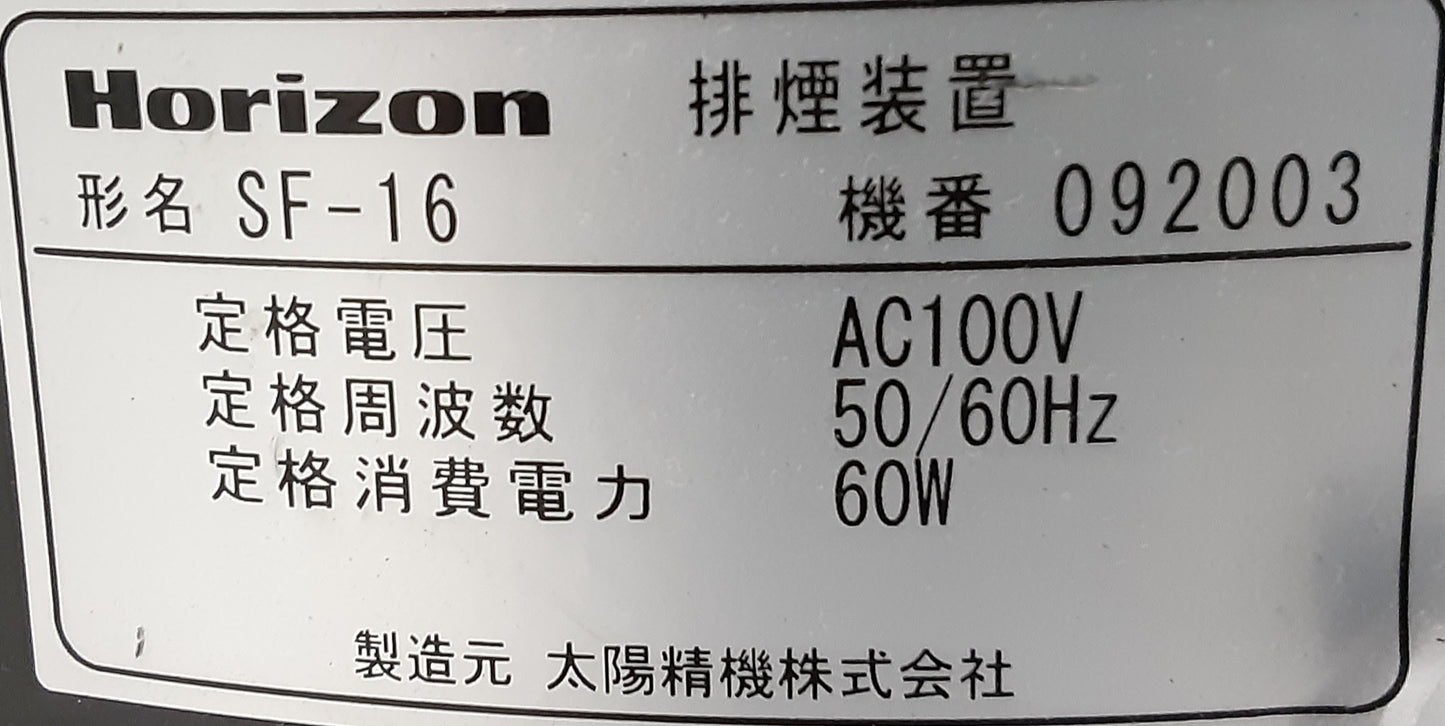 Horizon 排煙装置
形名 SF-16 機番 092003
定格電圧 AC100V
定格周波数 50/60Hz
定格消費電力 60W
製造元 太陽精機株式会社